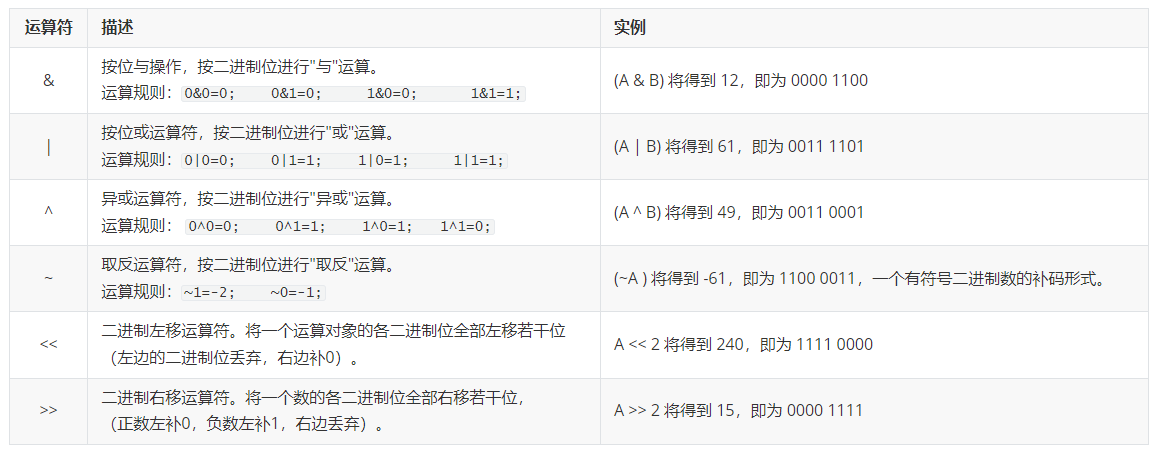 运算符 描述 实例
& 按位与操作，按二进制位进行"与"运算。
运算规则：0&0=0; 0&1=0; 1&0=0; 1&1=1;
(A & B) 将得到 12，即为 0000 1100
| 按位或运算符，按二进制位进行"或"运算。
运算规则：0|0=0; 0|1=1; 1|0=1; 1|1=1;
(A | B) 将得到 61，即为 0011 1101
^ 异或运算符，按二进制位进行"异或"运算。
运算规则：0^0=0; 0^1=1; 1^0=1; 1^1=0;
(A ^ B) 将得到 49，即为 0011 0001
~ 取反运算符，按二进制位进行"取反"运算。
运算规则：~1=-2; ~0=-1;
(~A ) 将得到 -61，即为 1100 0011，一个有符号二进制数的补码形式。
<< 二进制左移运算符。将一个运算对象的各二进制位全部左移若干位
（左边的二进制位丢弃，右边补0）。
A << 2 将得到 240，即为 1111 0000
>> 二进制右移运算符。将一个数的各二进制位全部右移若干位，
（正数左补0，负数左补1，右边丢弃）。
A >> 2 将得到 15，即为 0000 1111